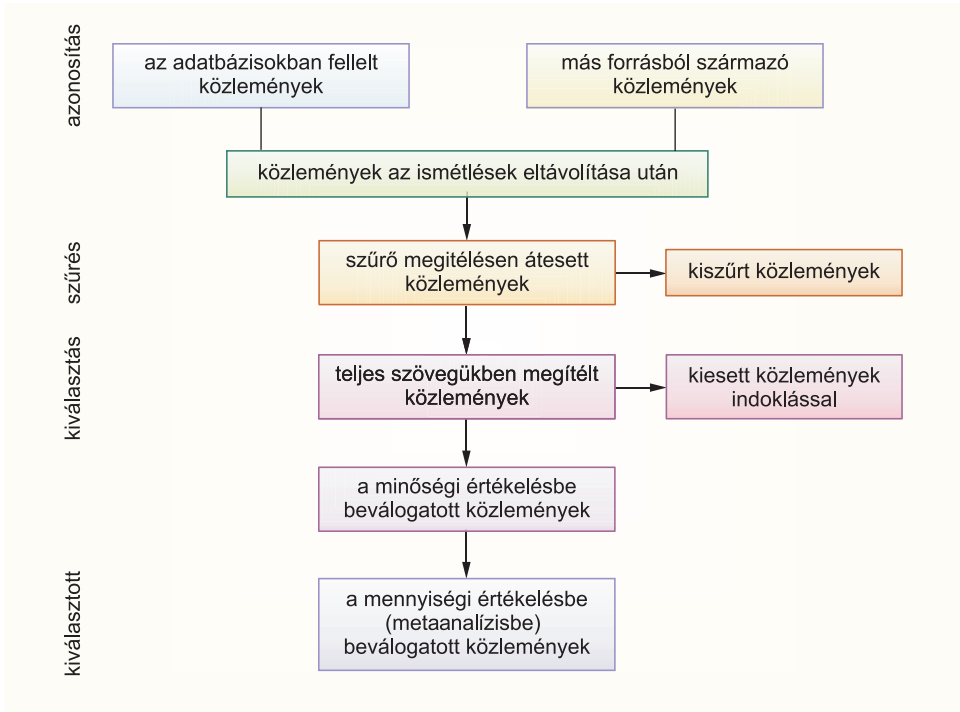 azonosítás
az adatbázisokban fellelt
közlemények
más forrásból származó
közlemények
közlemények az ismétlések eltávolítása után
szűrés
szűrő megitélésen átesett
közlemények
kiszűrt közlemények
kiválasztás
teljes szövegükben megítélt
közlemények
kiesett közlemények
indoklással
a minőségi értékelésbe
beválogatott közlemények
kiválasztott
a mennyiségi értékelésbe
(metaanalízisbe)
beválogatott közlemények